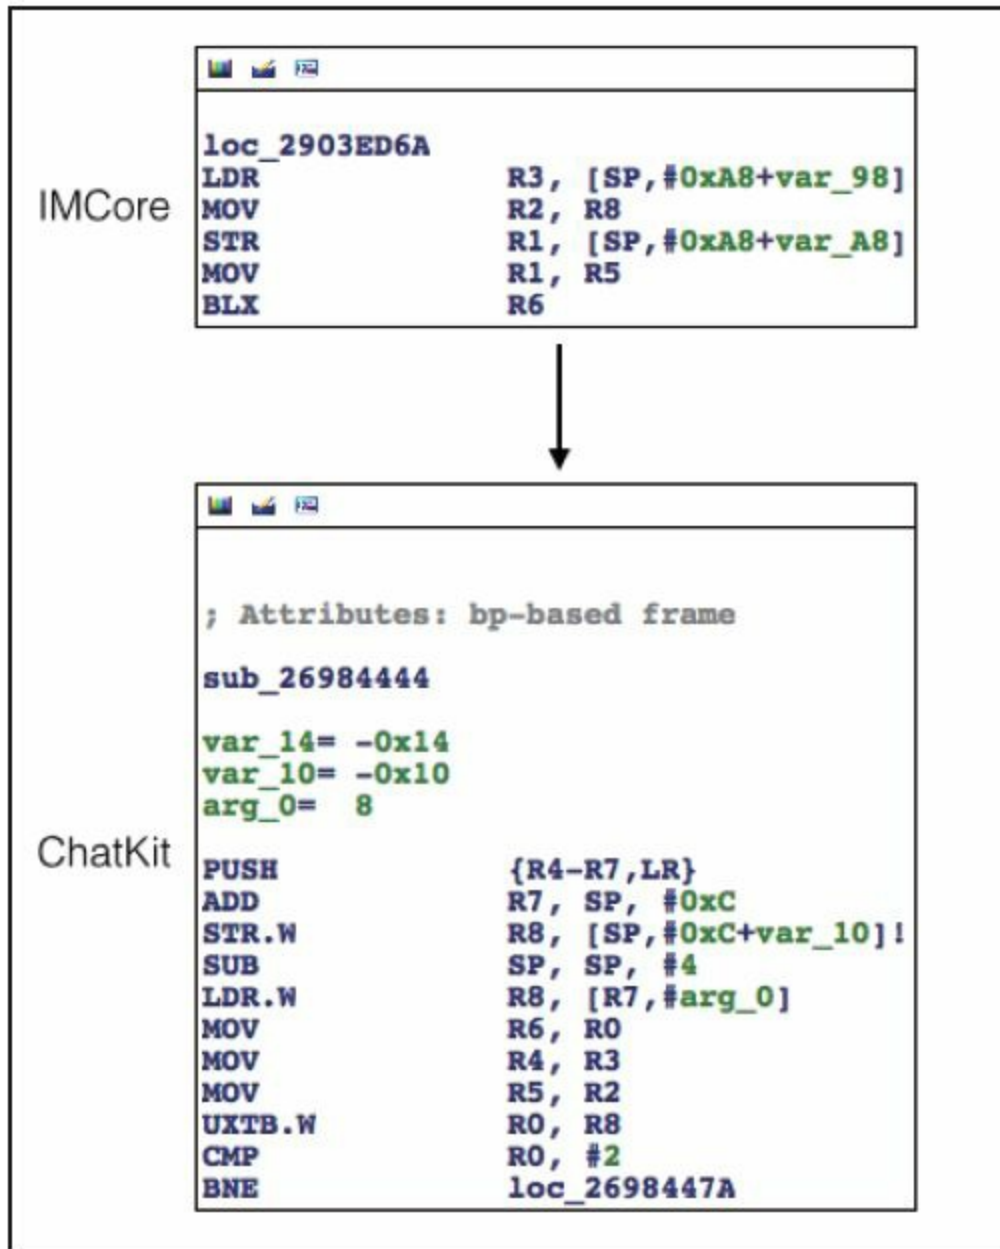 IMCore
loc_2903ED6A
LDR R3, [SP,#0xA8+var_98]
MOV R2, R8
STR R1, [SP,#0xA8+var_A8]
MOV R1, R5
BLX R6
ChatKit
; Attributes: bp-based frame
sub_26984444
var_14= -0x14
var_10= -0x10
arg_0= 8
PUSH {R4-R7,LR}
ADD R7, SP, #0xC
STR.W R8, [SP,#0xC+var_10]!
SUB SP, SP, #4
LDR.W R8, [R7,#arg_0]
MOV R6, R0
MOV R4, R3
MOV R5, R2
UXTB.W R0, R8
CMP R0, #2
BNE loc_2698447A